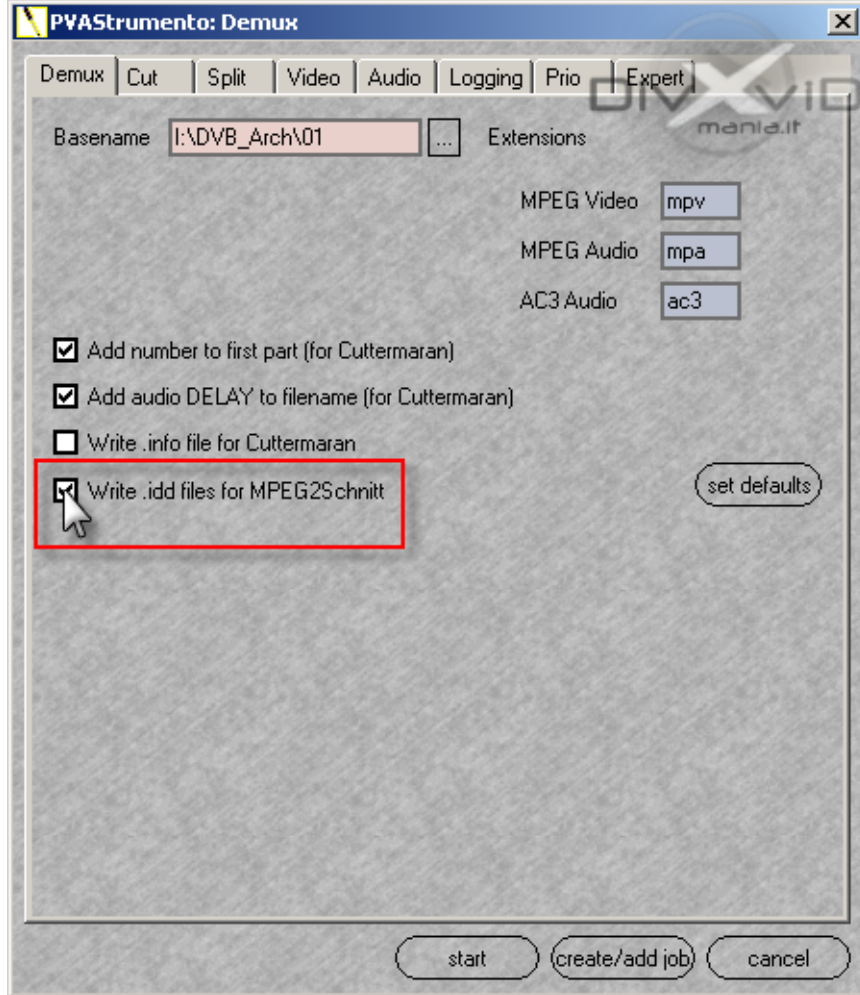 PVAStrumento: Demux
Demux Cut Split Video Audio Logging Prio Expert
DIVXViD
mania.it
Basename I:\DVB_Arch\01 ... Extensions
MPEG Video mpv
MPEG Audio mpa
AC3 Audio ac3
Add number to first part (for Cuttermaran)
Add audio DELAY to filename (for Cuttermaran)
Write .info file for Cuttermaran
Write .idd files for MPEG2Schnitt
set defaults
start create/add job cancel